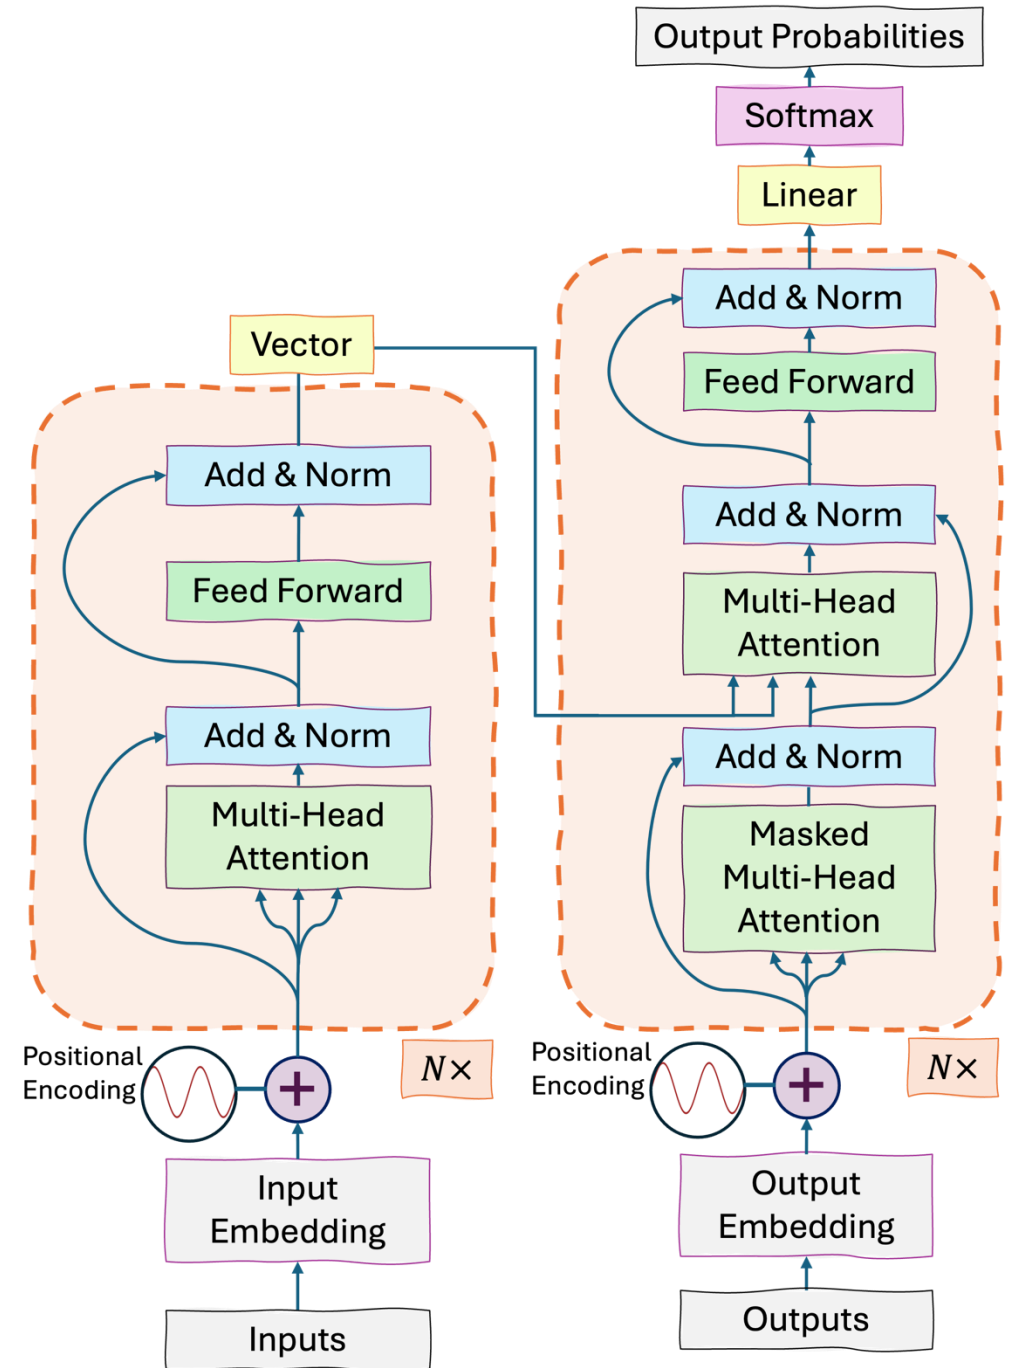 Output Probabilities
Softmax
Linear
Add & Norm
Feed Forward
Add & Norm
Multi-Head
Attention
Add & Norm
Masked
Multi-Head
Attention
Positional
Encoding
+
N×
Output
Embedding
Outputs
Vector
Add & Norm
Feed Forward
Add & Norm
Multi-Head
Attention
Positional
Encoding
+
N×
Input
Embedding
Inputs